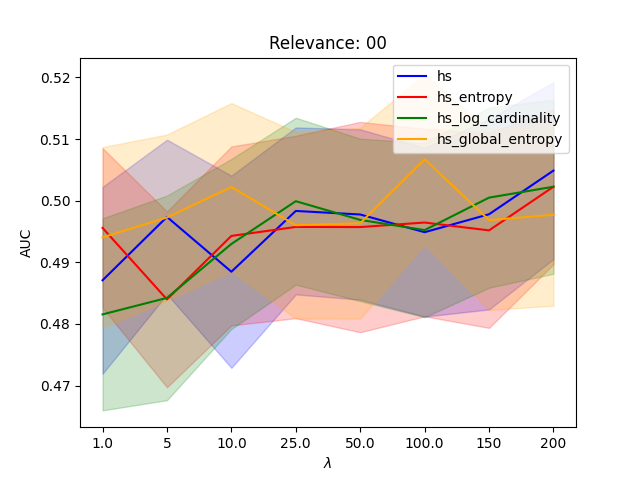 Relevance: 00
hs
hs_entropy
hs_log_cardinality
hs_global_entropy
AUC
0.52
0.51
0.50
0.49
0.48
0.47
1.0 5 10.0 25.0 50.0 100.0 150 200
λ